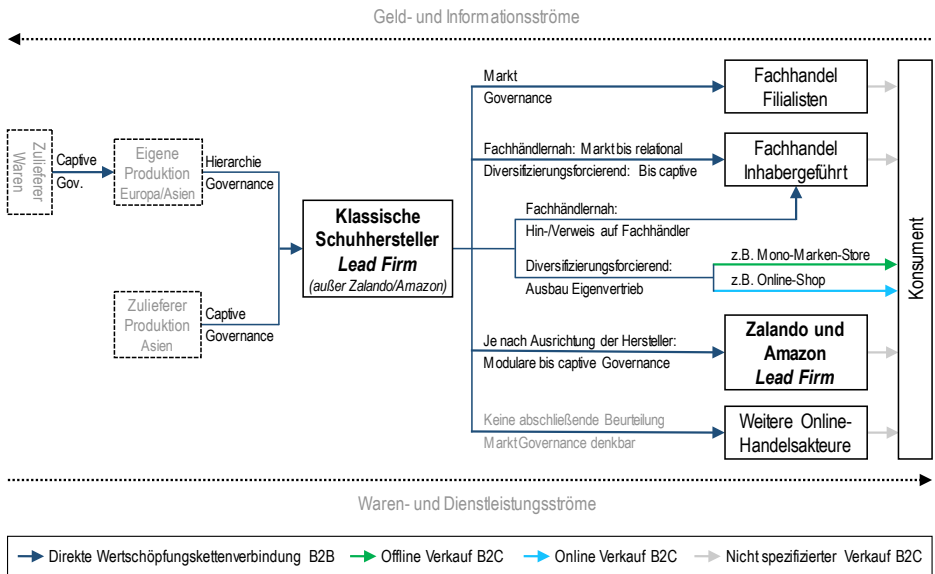 Geld- und Informationsströme
Zulieferer
Waren
Captive
Gov.
Eigene
Produktion
Europa/Asien
Hierarchie
Governance
Zulieferer
Produktion
Asien
Captive
Governance
Klassische
Schuhhersteller
Lead Firm
(außer Zalando/Amazon)
Markt
Governance
Fachhandel
Filialisten
Fachhändlernah: Markt bis relational
Diversifizierungsforcierend: Bis captive
Fachhandel
Inhabergeführt
Fachhändlernah:
Hin-/Verweis auf Fachhändler
Diversifizierungsforcierend:
Ausbau Eigenvertrieb
z.B. Mono-Marken-Store
z.B. Online-Shop
Je nach Ausrichtung der Hersteller:
Modulare bis captive Governance
Zalando und
Amazon
Lead Firm
Keine abschließende Beurteilung
Markt Governance denkbar
Weitere Online-
Handelsakteure
Konsument
Waren- und Dienstleistungsströme
Direkte Wertschöpfungskettenverbindung B2B
Offline Verkauf B2C
Online Verkauf B2C
Nicht spezifizierter Verkauf B2C